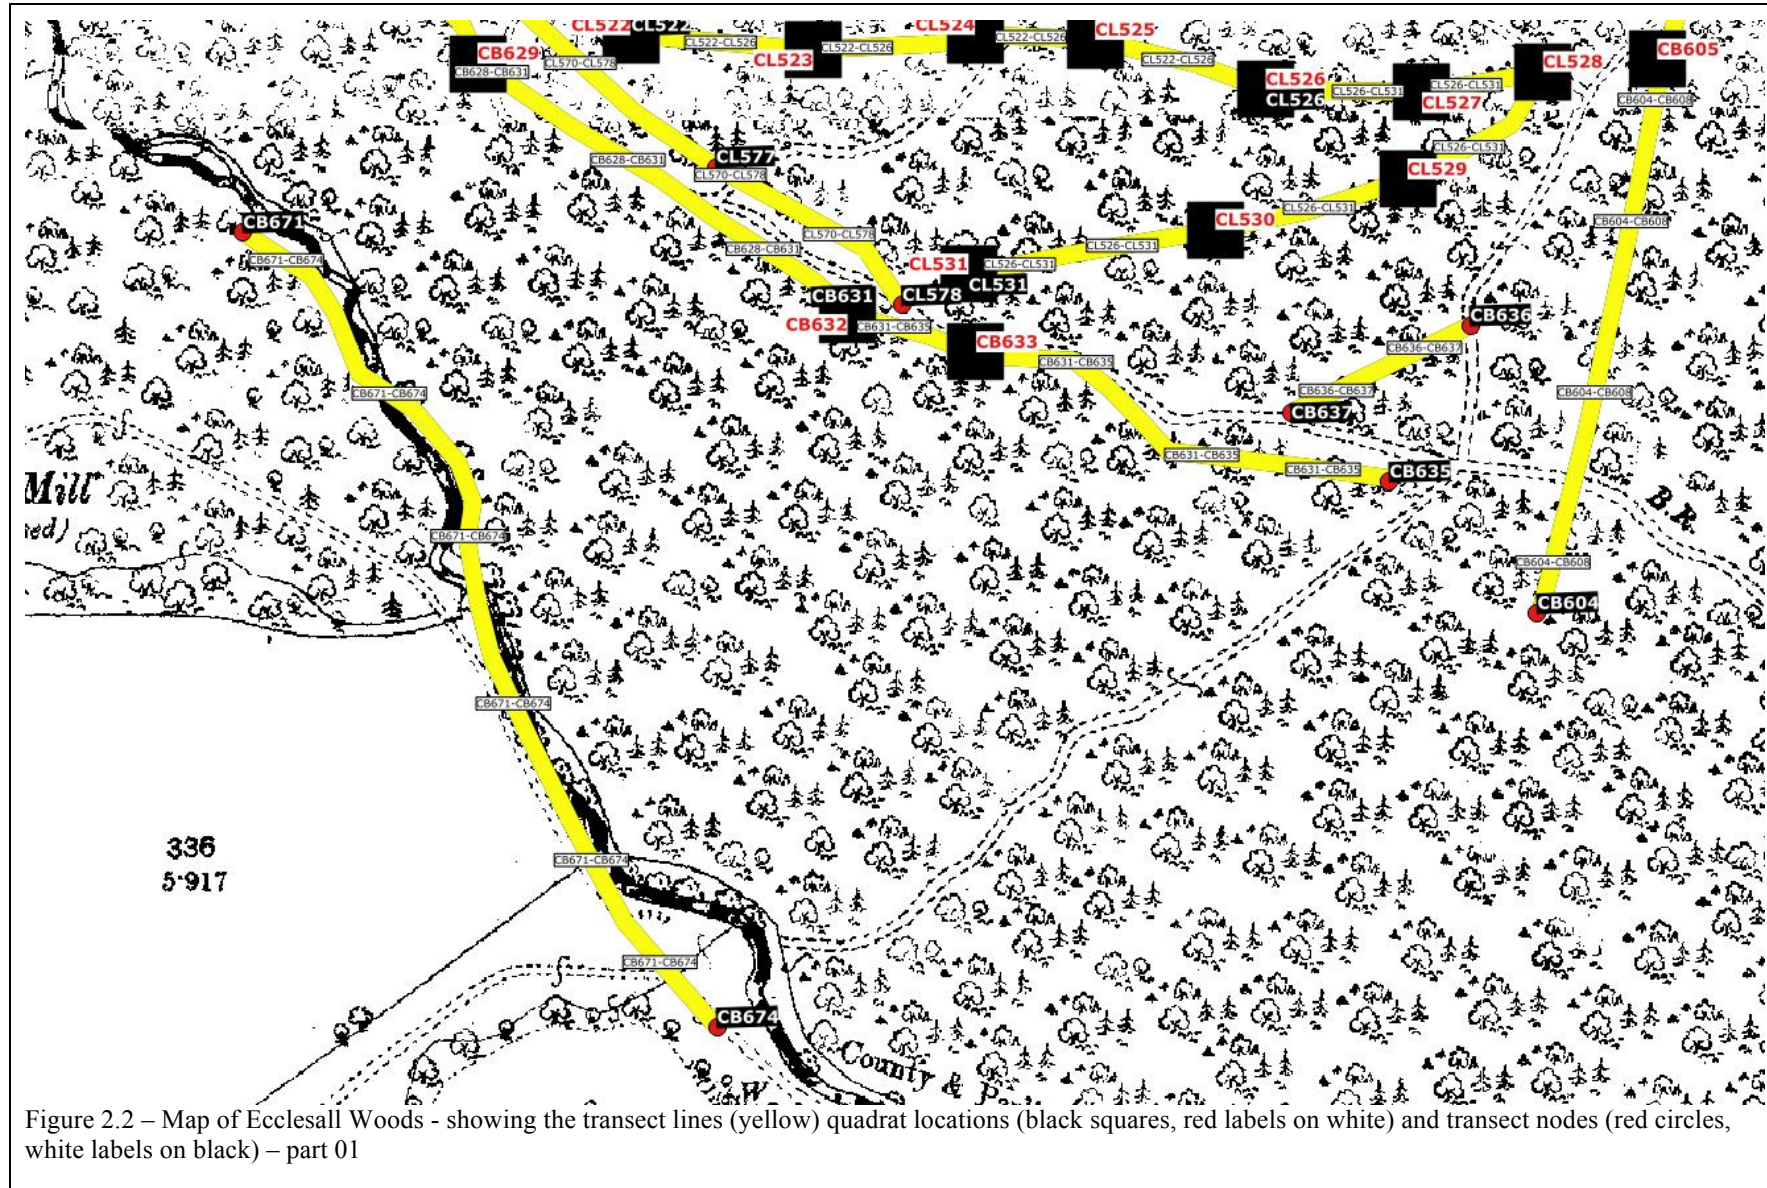 CL522
CL522
CL522-CL526
CL523
CL522-CL526
CL524
CL522-CL526
CL525
CL522-CL526
CB629
CB628-CB631
CL570-CL578
CL526
CL526
CL526-CL531
CL527
CL526-CL531
CL528
CB605
CB604-CB608
CB628-CB631
CL577
CL570-CL578
CL526-CL531
CL529
CB671
CB671-CB674
CB628-CB631
CL570-CL578
CL526-CL531
CL530
CL526-CL531
CB604-CB608
CL531
CL526-CL531
CL531
CB631
CL578
CB632
CB631-CB635
CB633
CB631-CB635
CB636
CB636-CB637
CB636-CB637
CB637
CB604-CB608
CB671-CB674
CB631-CB635
CB631-CB635
CB635
Mill
ed)
B.R
CB671-CB674
CB604-CB608
CB604
CB671-CB674
336
5·917
CB671-CB674
CB671-CB674
CB674
County &
W
Figure 2.2 – Map of Ecclesall Woods - showing the transect lines (yellow) quadrat locations (black squares, red labels on white) and transect nodes (red circles,
white labels on black) – part 01